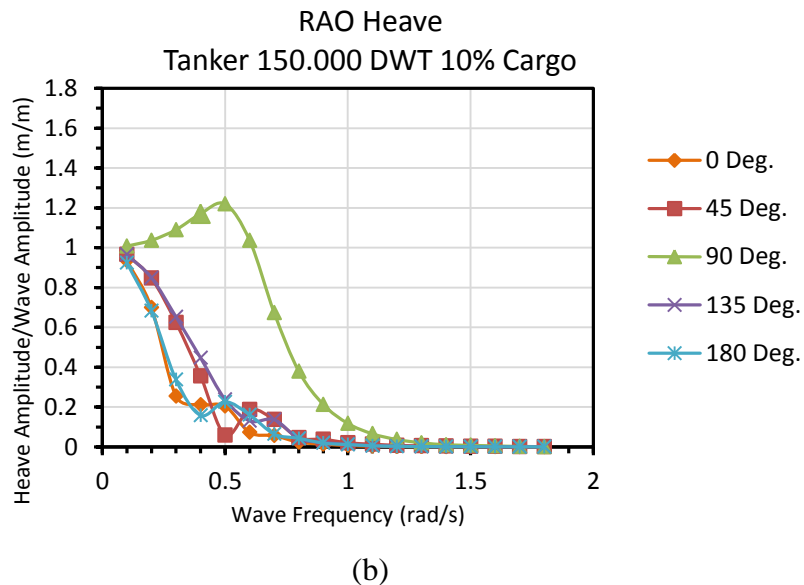 RAO Heave
Tanker 150.000 DWT 10% Cargo
Heave Amplitude/Wave Amplitude (m/m)
1.8
1.6
1.4
1.2
1
0.8
0.6
0.4
0.2
0
0 0.5 1 1.5 2
Wave Frequency (rad/s)
0 Deg.
45 Deg.
90 Deg.
135 Deg.
180 Deg.
(b)